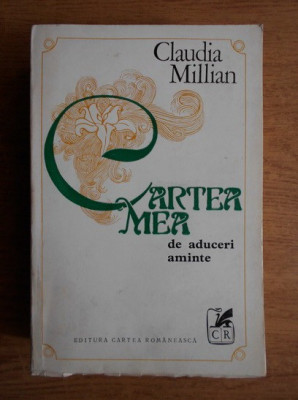 Claudia
Millian
CARTEA
MEA
de aduceri
aminte
EDITURA CARTEA ROMÂNEASCĂ
CR